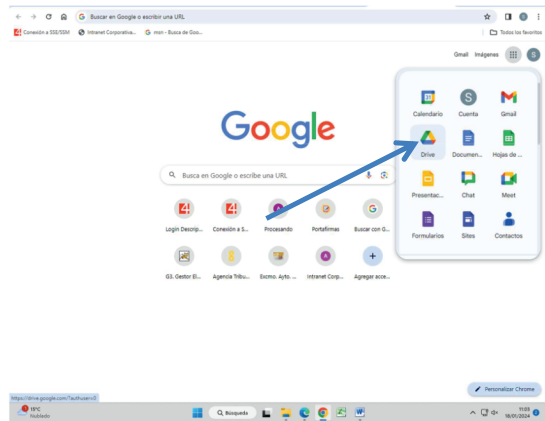 Buscar en Google o escribir una URL
Conexión a SSE/SSM
Intranet Corporativa...
msn - Busca de Goo...
Todos los favoritos
Gmail
Imágenes
S
Calendario
Cuenta
Gmail
Drive
Documen...
Hojas de ...
Presentac...
Chat
Meet
Formularios
Sites
Contactos
Google
Busca en Google o escribe una URL
Login Descrip...
Conexión a S...
Procesando
Portafirmas
Buscar con G...
G3. Gestor El...
Agencia Tribu...
Excmo. Ayto. ...
Intranet Corp...
Agregar acce...
Personalizar Chrome
https://drive.google.com/?authuser=0
11°C
Nublado
Búsqueda
11:03
18/01/2024